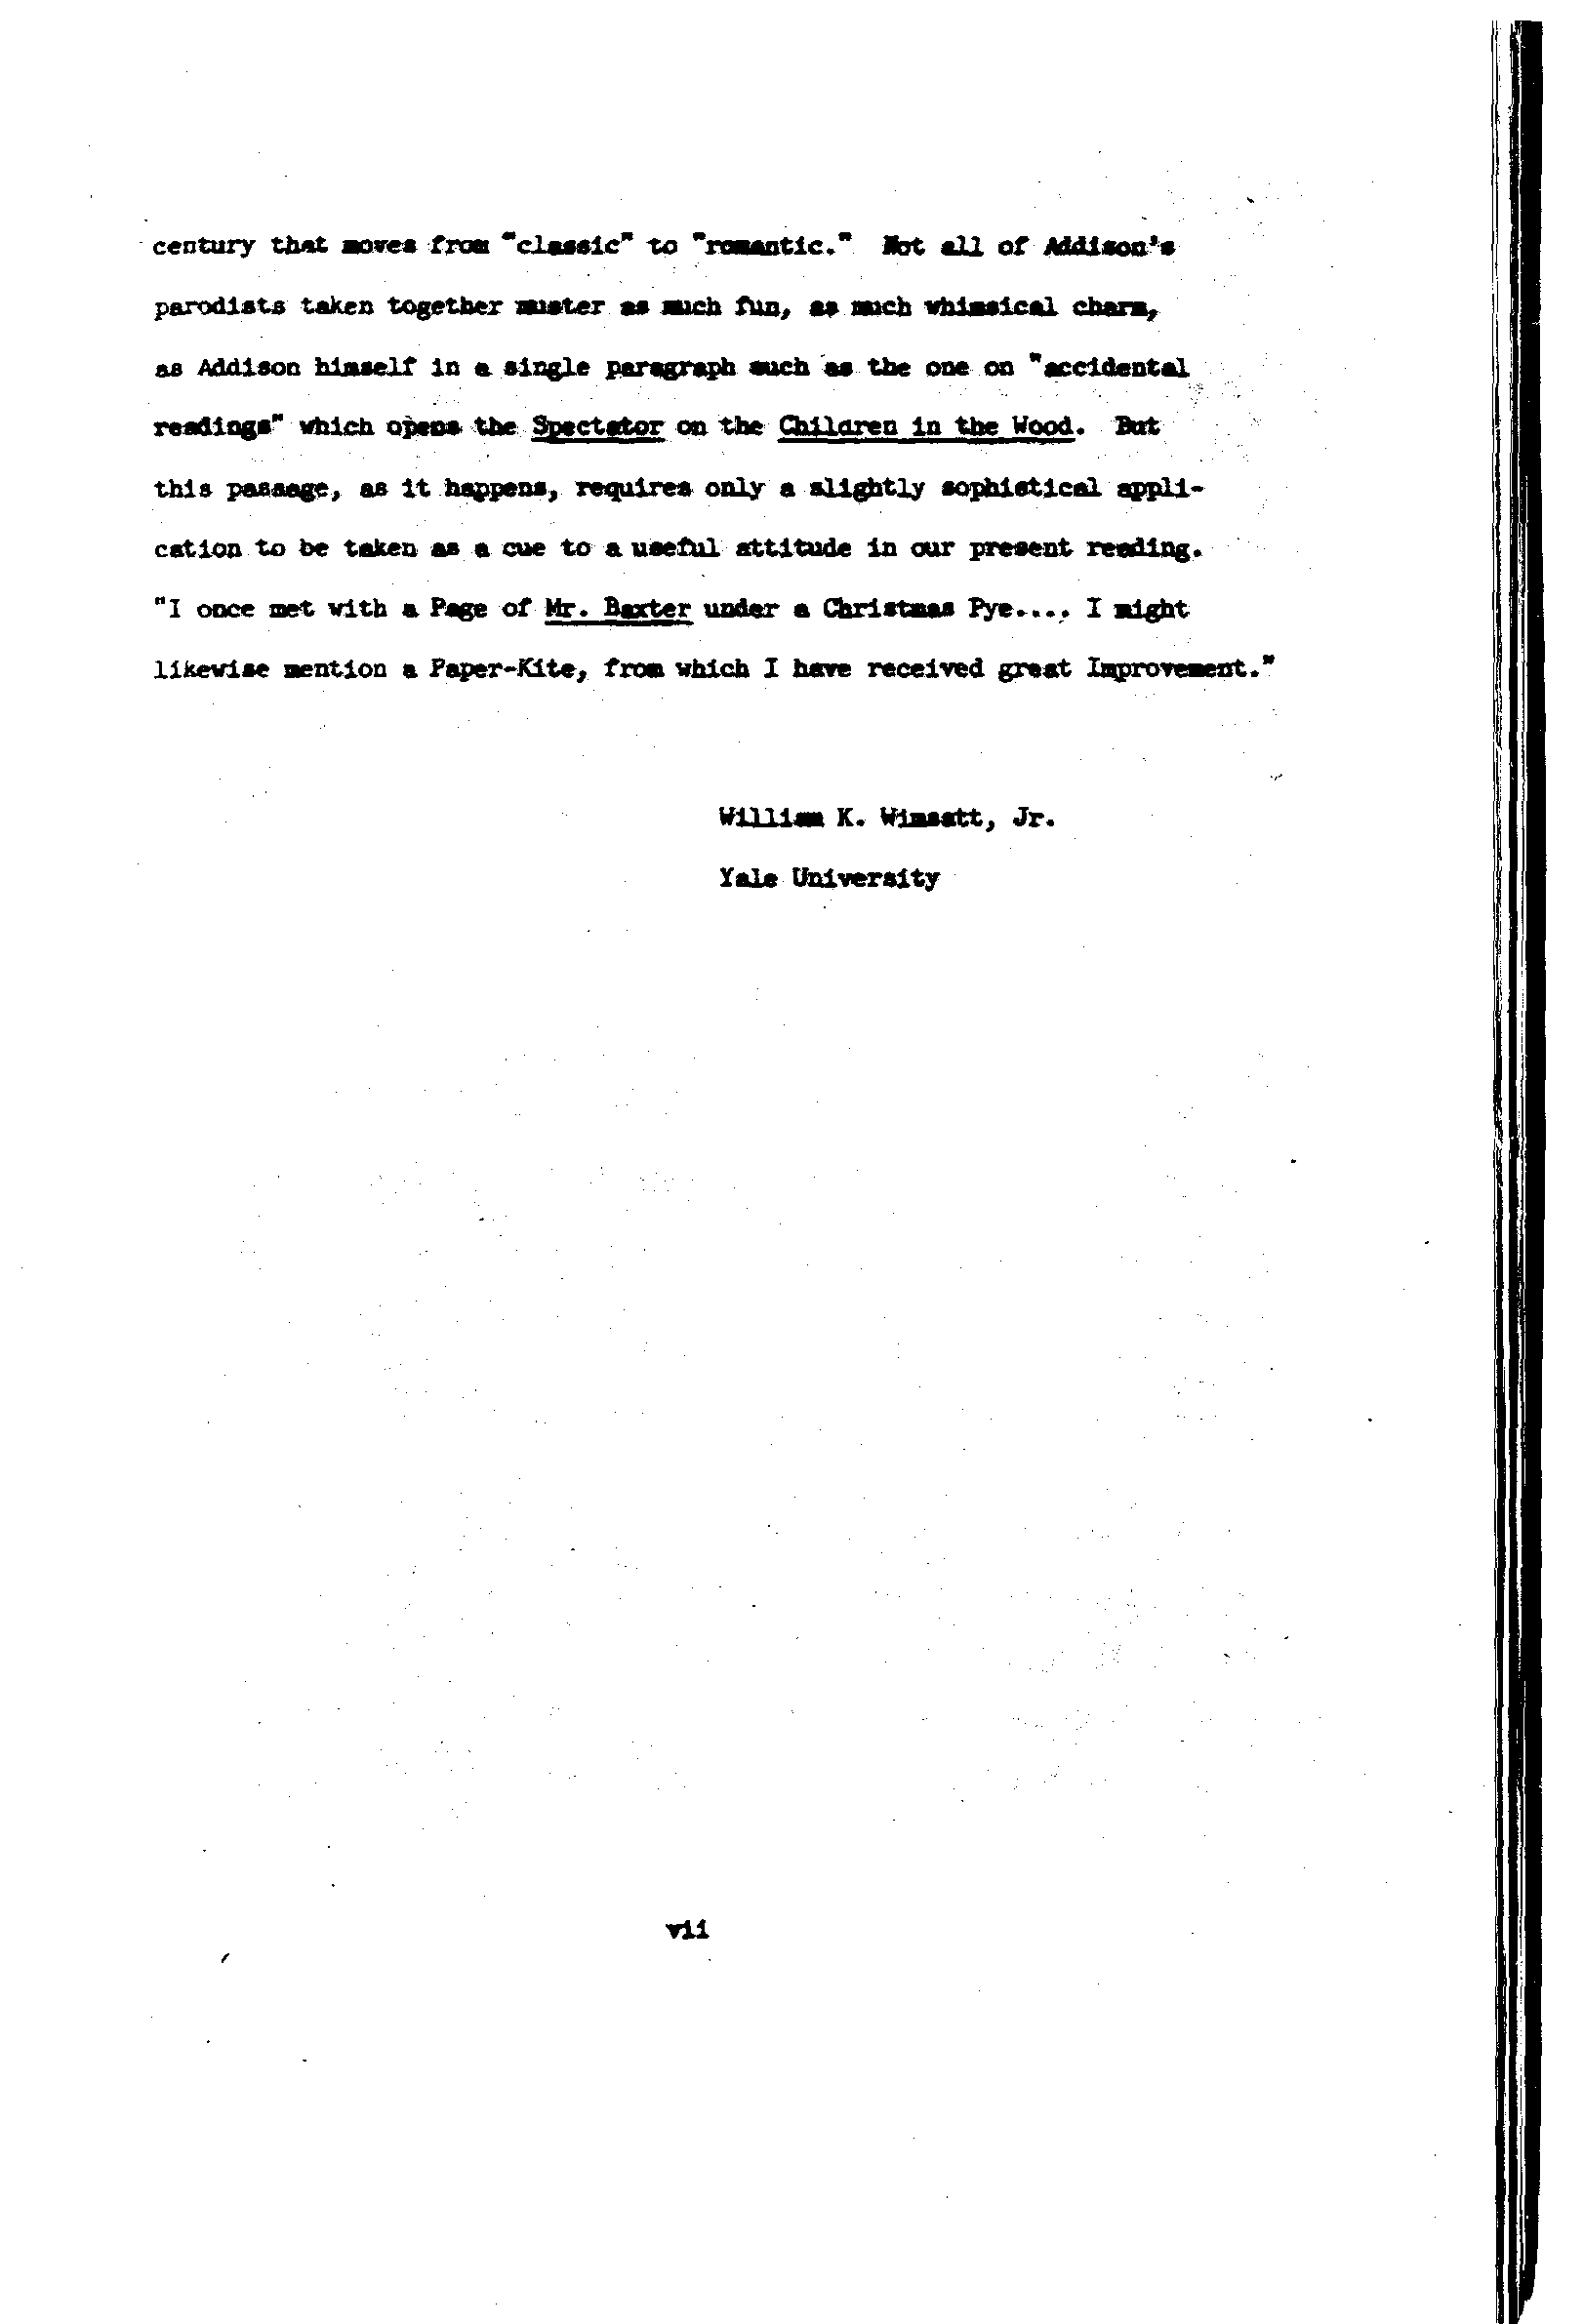 century that moves from "classic" to "romantic." Not all of Addison's
parodists taken together muster as much fun, as much whimsical charm,
as Addison himself in a single paragraph such as the one on "accidental
readings" which opens the Spectator on the Children in the Wood. But
this passage, as it happens, requires only a slightly sophistical appli-
cation to be taken as a cue to a useful attitude in our present reading.
"I once met with a Page of Mr. Baxter under a Christmas Pye.... I might
likewise mention a Paper-Kite, from which I have received great Improvement."
William K. Wimsatt, Jr.
Yale University
vii